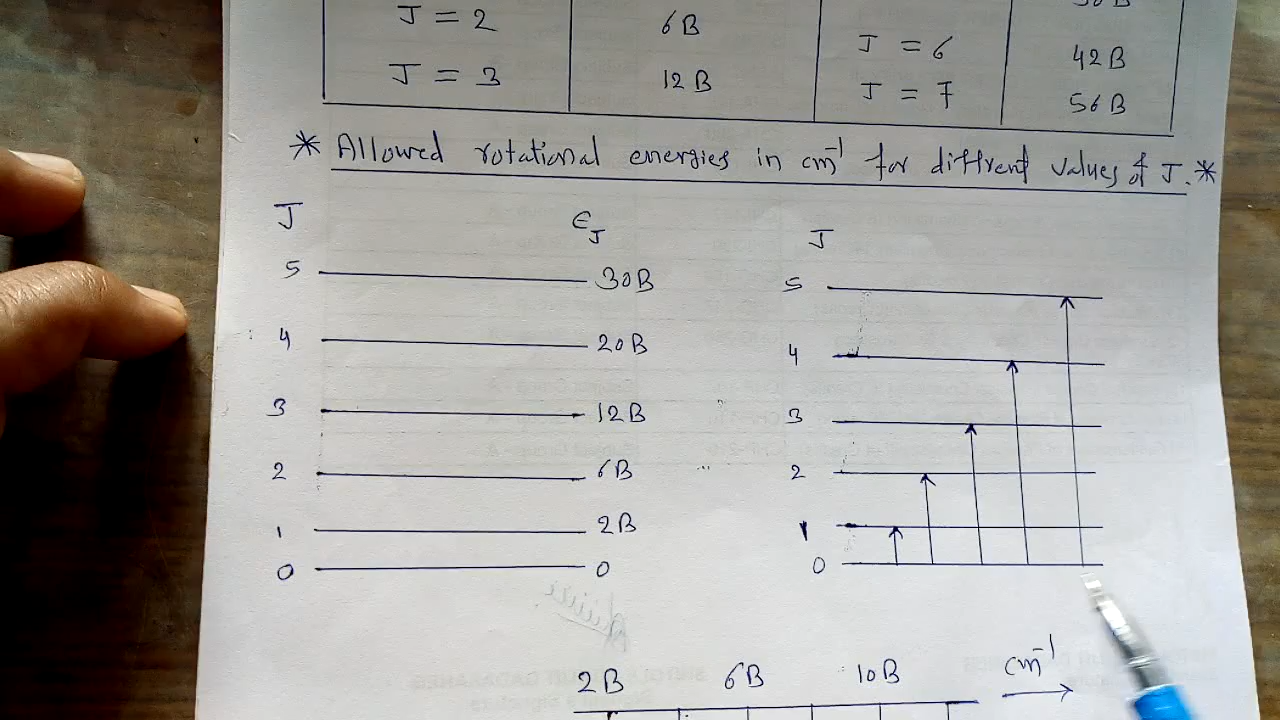 J = 2 6B
J = 6 42B
J = 3 12B
J = 7 56B
* Allowed rotational energies in cm⁻¹ for diffrent values of J. *
J ϵJ J
5 30B 5
4 20B 4
3 12B 3
2 6B 2
1 2B 1
0 0 0
2B 6B 10B cm⁻¹